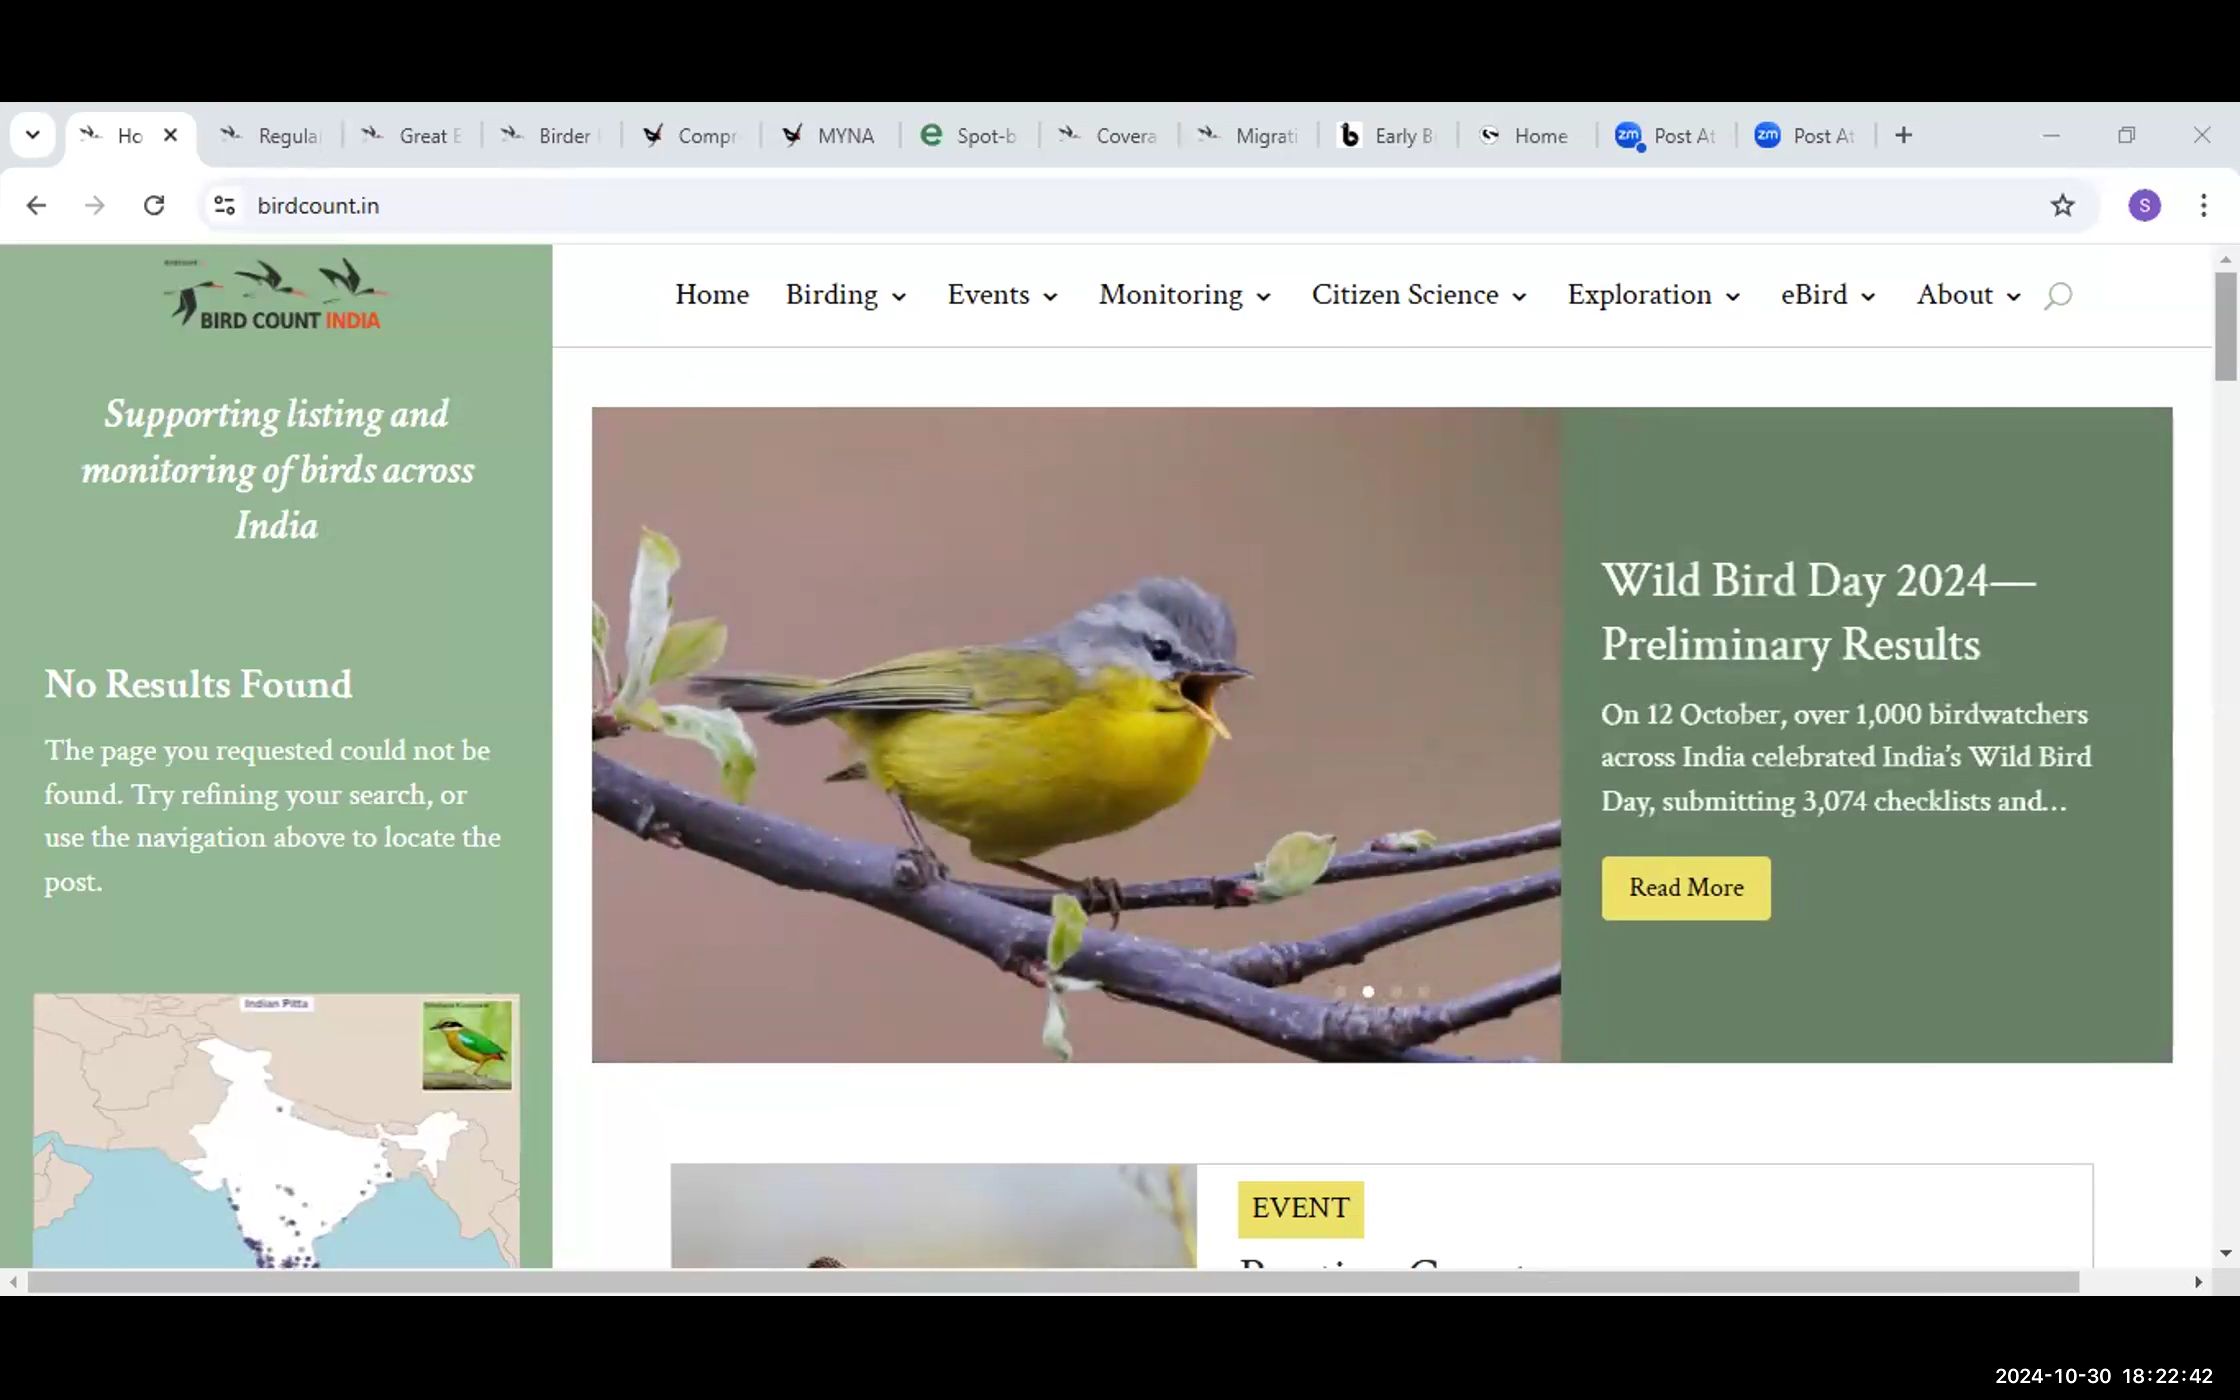 Ho
Regula
Great E
Birder
Compr
MYNA
Spot-b
Covera
Migrati
Early B
Home
zm Post At
zm Post At
birdcount.in
S
BIRD COUNT INDIA
Home
Birding
Events
Monitoring
Citizen Science
Exploration
eBird
About
Supporting listing and
monitoring of birds across
India
No Results Found
The page you requested could not be
found. Try refining your search, or
use the navigation above to locate the
post.
Indian Pitta
Wild Bird Day 2024—
Preliminary Results
On 12 October, over 1,000 birdwatchers
across India celebrated India's Wild Bird
Day, submitting 3,074 checklists and...
Read More
EVENT
2024-10-30 18:22:42